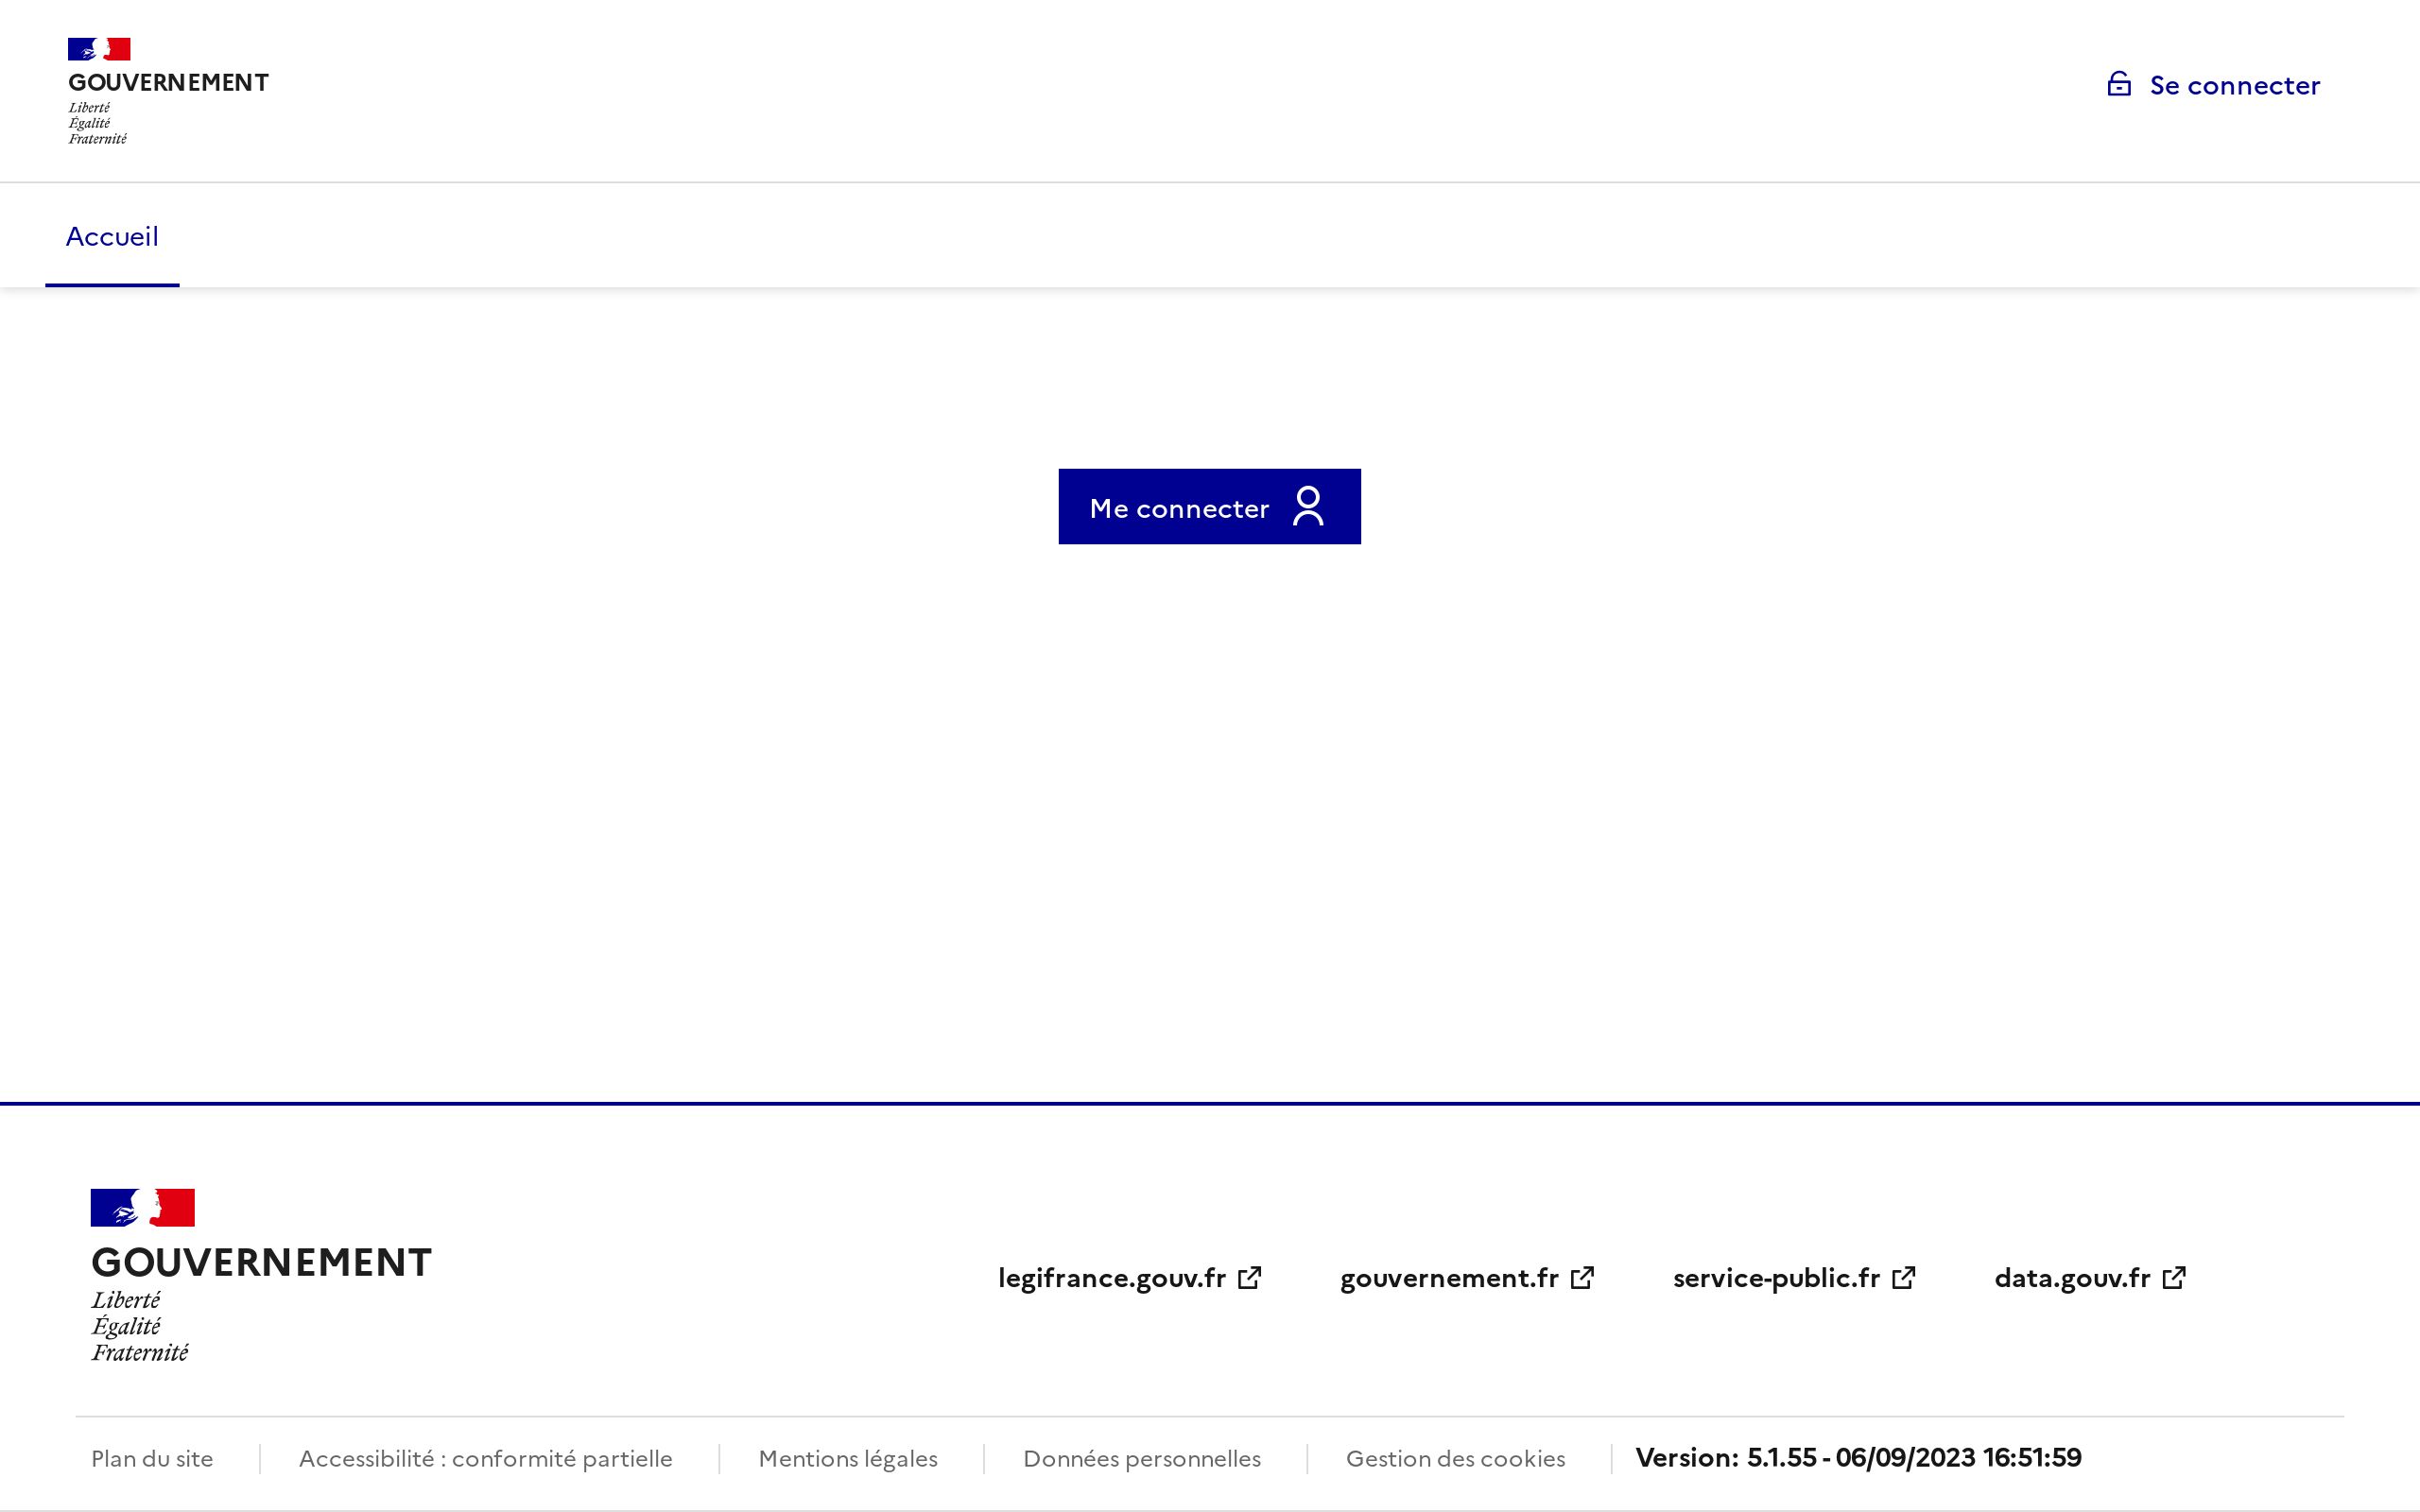 GOUVERNEMENT
Liberté
Égalité
Fraternité
Se connecter
Accueil
Me connecter
GOUVERNEMENT
Liberté
Égalité
Fraternité
legifrance.gouv.fr
gouvernement.fr
service-public.fr
data.gouv.fr
Plan du site
Accessibilité : conformité partielle
Mentions légales
Données personnelles
Gestion des cookies
Version: 5.1.55 - 06/09/2023 16:51:59